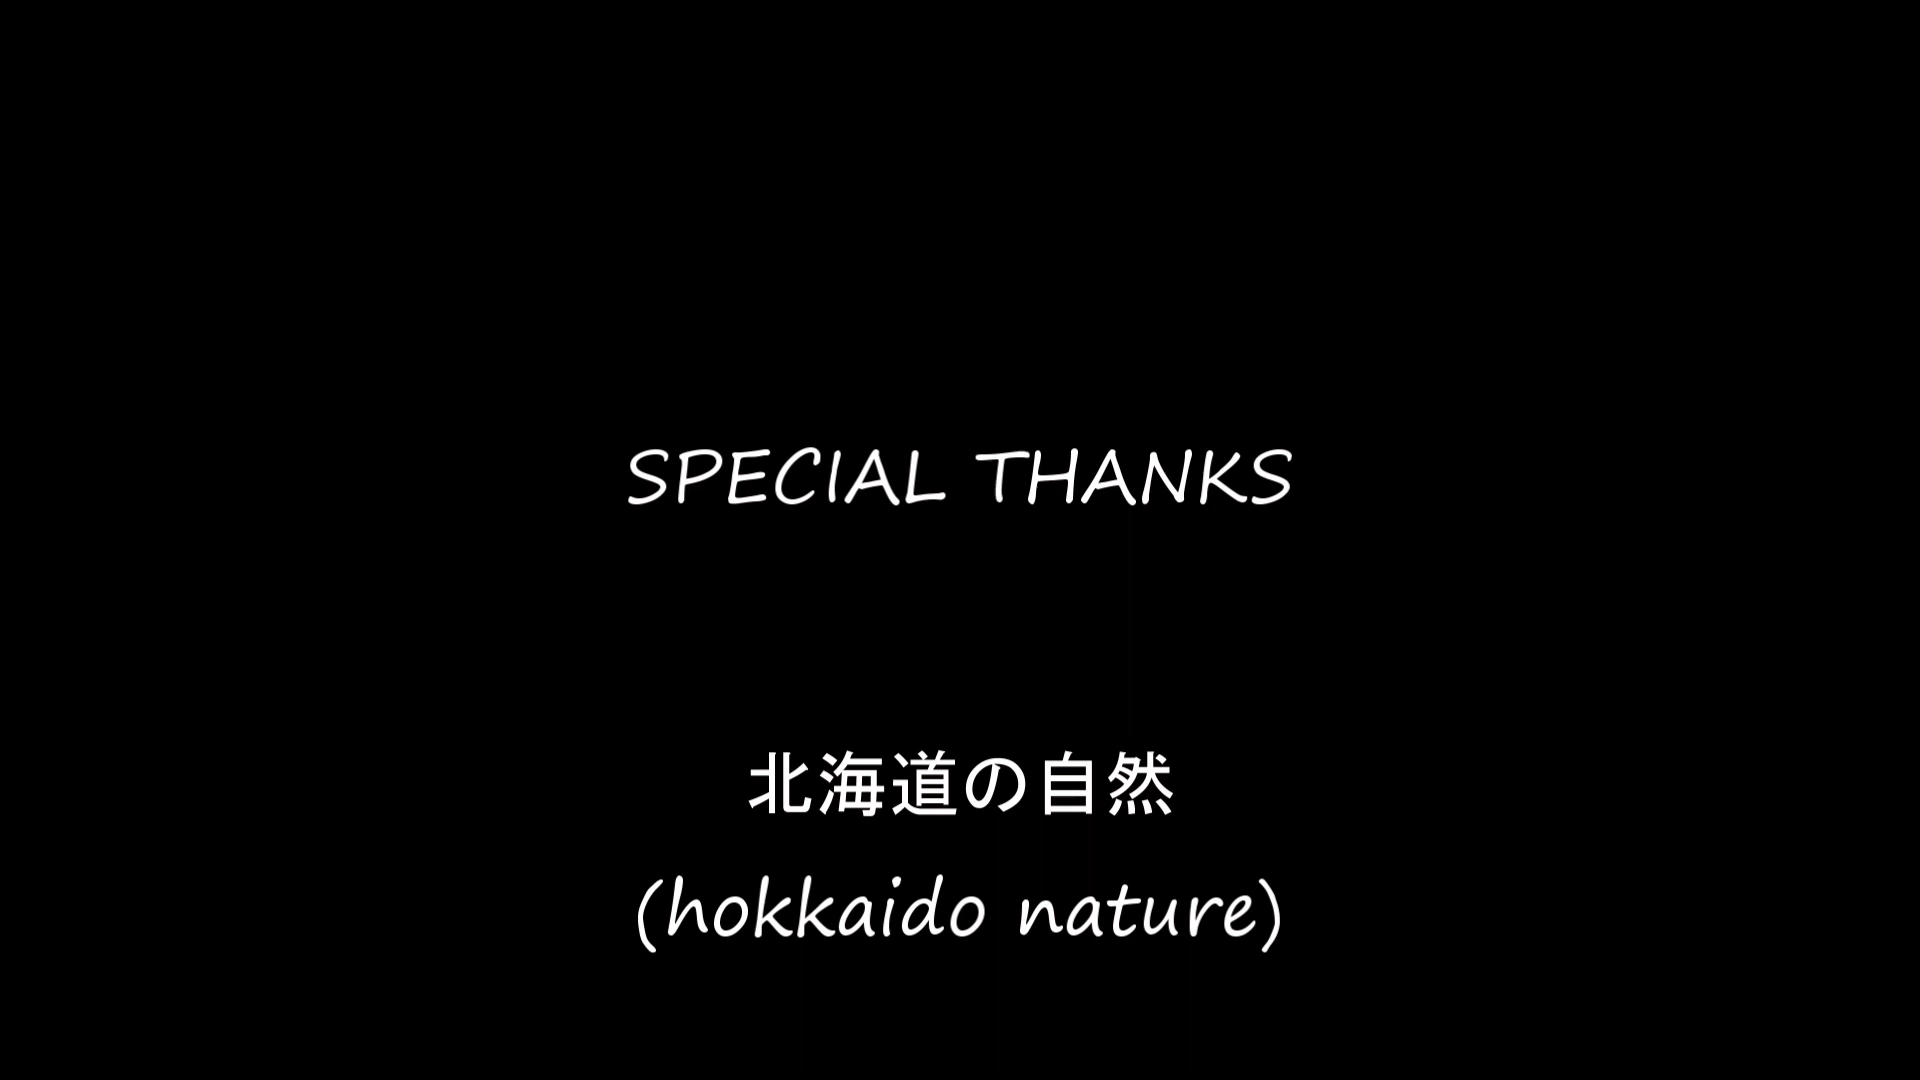 SPECIAL THANKS
北海道の自然
(hokkaido nature)